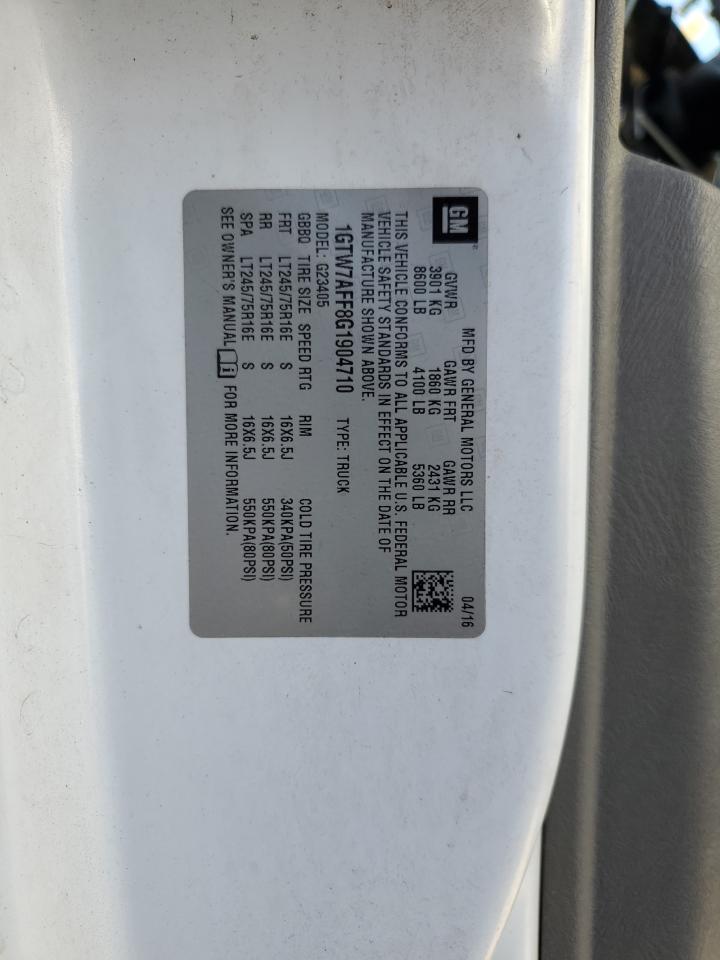 GM
MFD BY GENERAL MOTORS LLC 04/16
GVWR GAWR FRT GAWR RR
3901 KG 1860 KG 2431 KG
8600 LB 4100 LB 5360 LB
THIS VEHICLE CONFORMS TO ALL APPLICABLE U.S. FEDERAL MOTOR
VEHICLE SAFETY STANDARDS IN EFFECT ON THE DATE OF
MANUFACTURE SHOWN ABOVE.
1GTW7AFF8G1904710 TYPE: TRUCK
MODEL: G23405
GBBQ TIRE SIZE SPEED RTG RIM COLD TIRE PRESSURE
FRT LT245/75R16E S 16X6.5J 340KPA(50PSI)
RR LT245/75R16E S 16X6.5J 550KPA(80PSI)
SPA LT245/75R16E S 16X6.5J 550KPA(80PSI)
SEE OWNER'S MANUAL i FOR MORE INFORMATION.